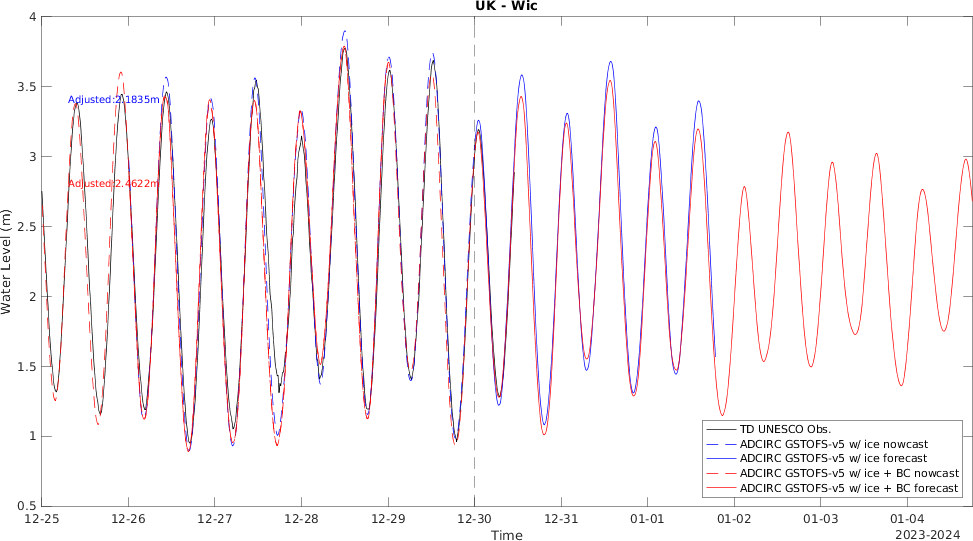 UK - Wic
4
3.5
3
2.5
2
1.5
1
0.5
Water Level (m)
Adjusted:2.1835m
Adjusted:2.4622m
TD UNESCO Obs.
ADCIRC GSTOFS-v5 w/ ice nowcast
ADCIRC GSTOFS-v5 w/ ice forecast
ADCIRC GSTOFS-v5 w/ ice + BC nowcast
ADCIRC GSTOFS-v5 w/ ice + BC forecast
12-25 12-26 12-27 12-28 12-29 12-30 12-31 01-01 01-02 01-03 01-04
Time
2023-2024